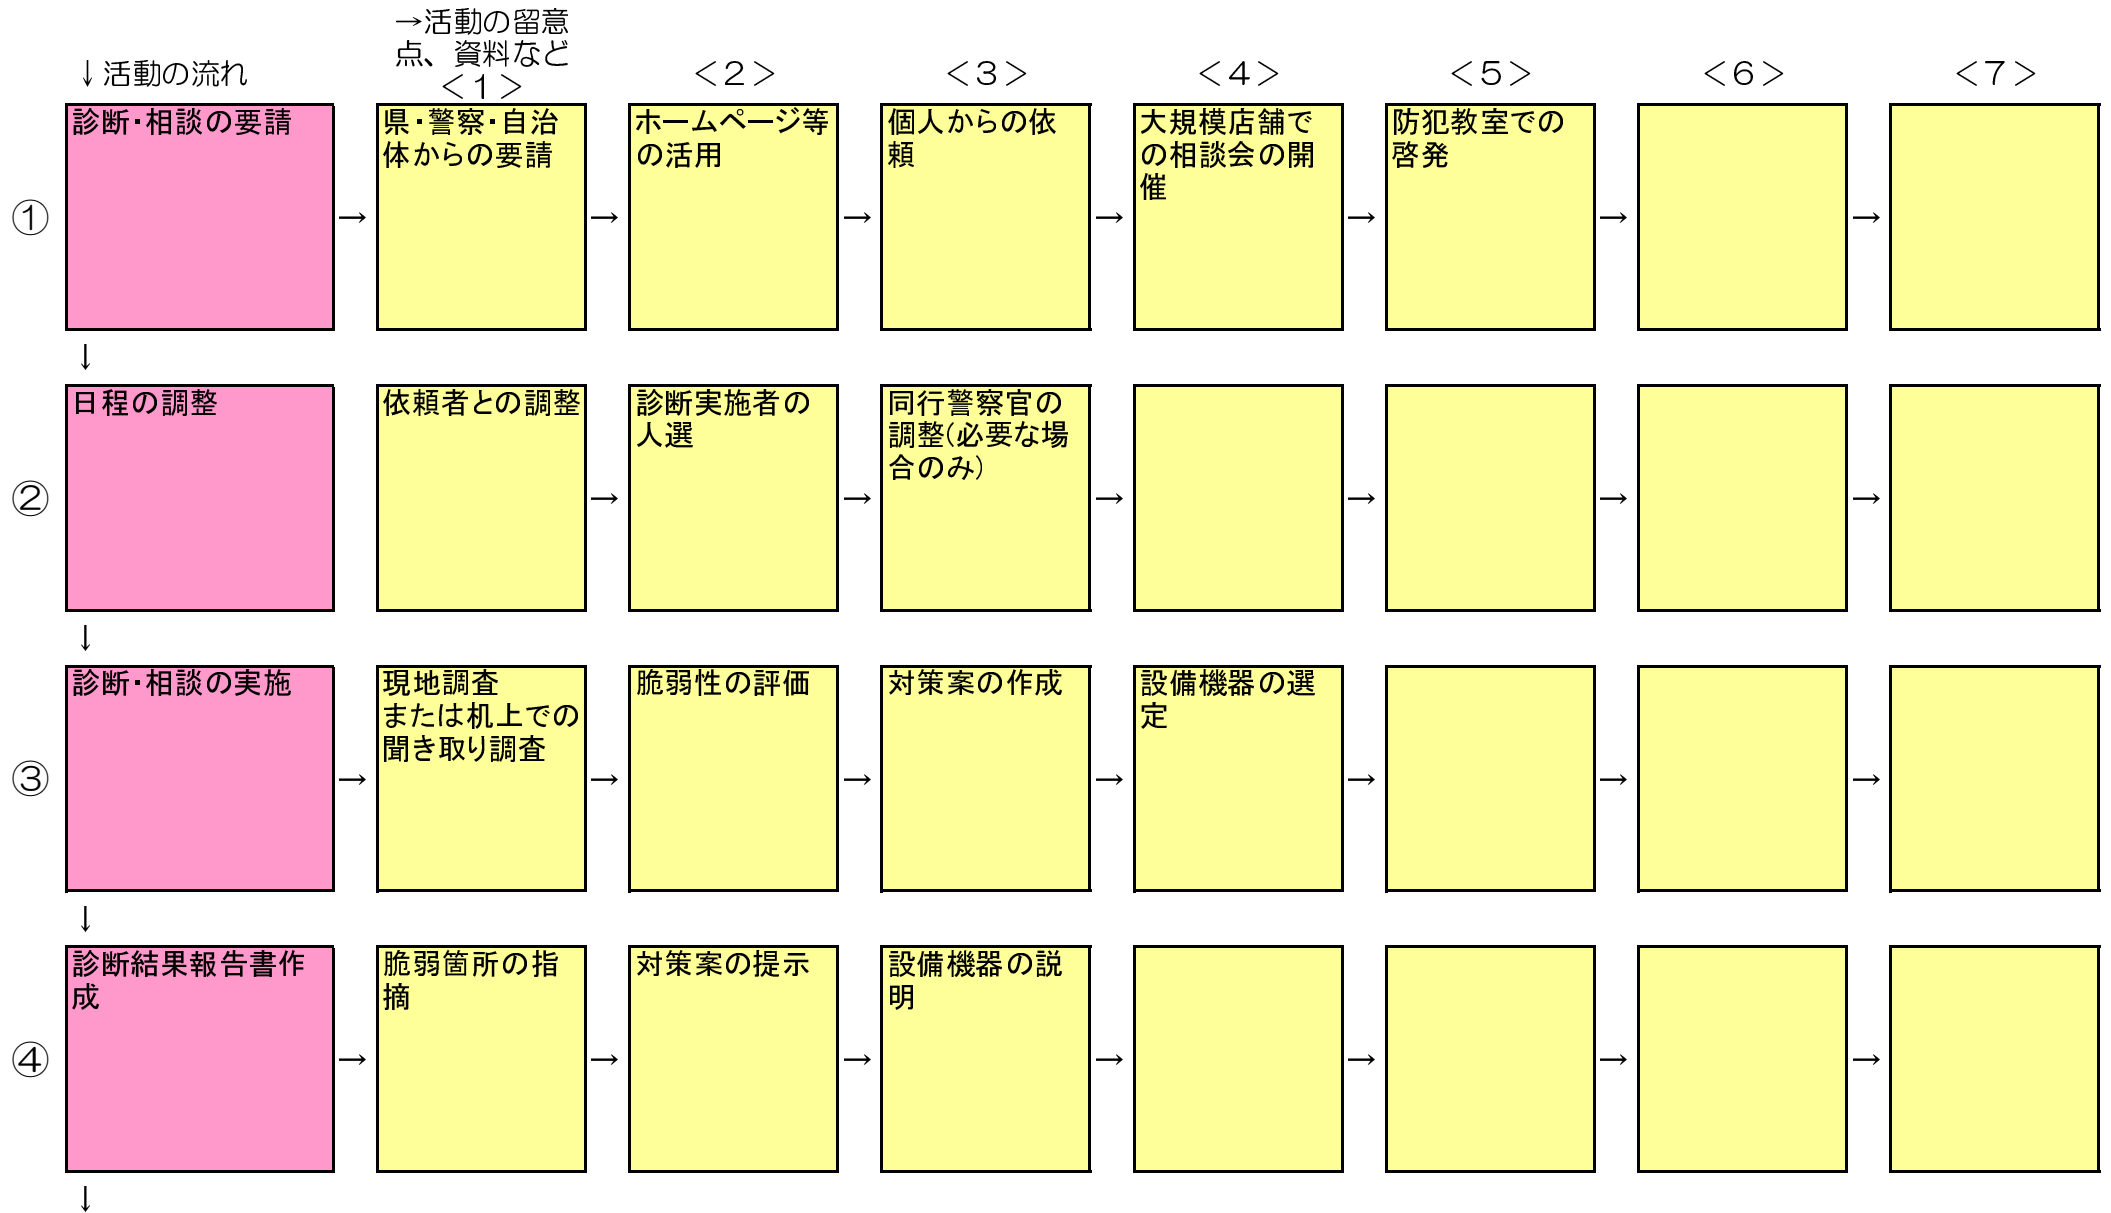 ↓活動の流れ
→活動の留意
点、資料など
＜１＞
＜２＞
＜３＞
＜４＞
＜５＞
＜６＞
＜７＞
①
診断・相談の要請
→
県・警察・自治
体からの要請
→
ホームページ等
の活用
→
個人からの依
頼
→
大規模店舗で
の相談会の開
催
→
防犯教室での
啓発
→
→
↓
②
日程の調整
依頼者との調整
→
診断実施者の
人選
→
同行警察官の
調整(必要な場
合のみ)
→
→
→
→
↓
③
診断・相談の実施
→
現地調査
または机上での
聞き取り調査
→
脆弱性の評価
→
対策案の作成
→
設備機器の選
定
→
→
→
↓
④
診断結果報告書作
成
→
脆弱箇所の指
摘
→
対策案の提示
→
設備機器の説
明
→
→
→
→
↓